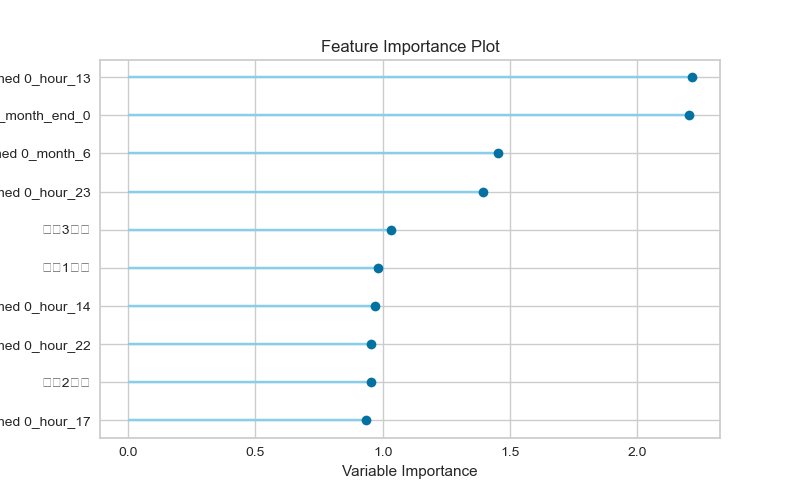 Feature Importance Plot
ned 0_hour_13
_month_end_0
ned 0_month_6
ned 0_hour_23
□□3□□
□□1□□
ned 0_hour_14
ned 0_hour_22
□□2□□
ned 0_hour_17
0.0 0.5 1.0 1.5 2.0
Variable Importance